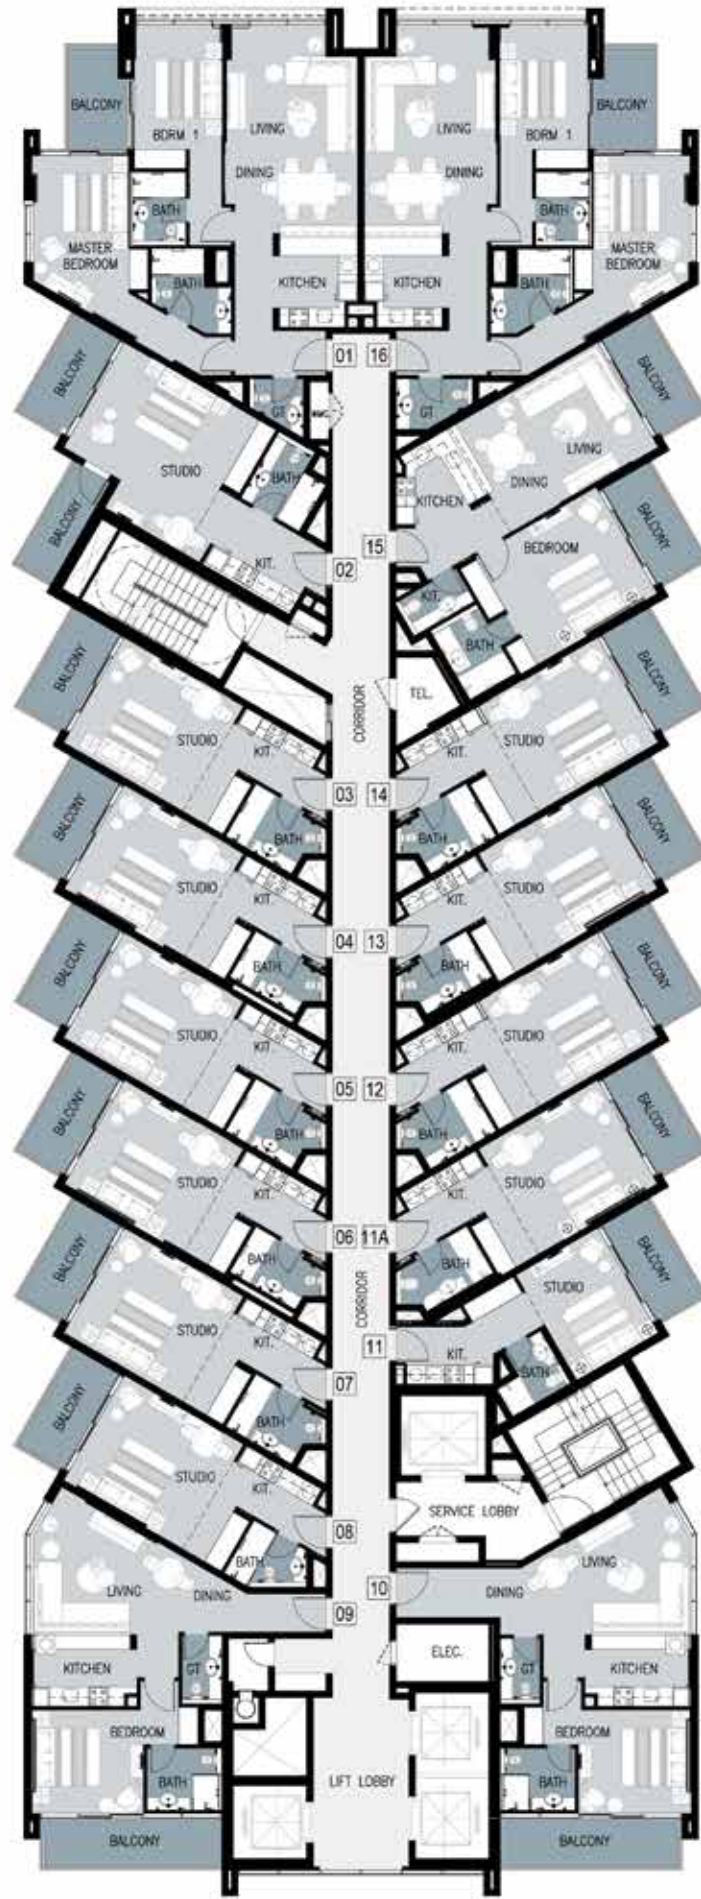 BALCONY
BDRM 1
LIVING
LIVING
BDRM 1
BALCONY
DINING
DINING
BATH
BATH
MASTER
BEDROOM
MASTER
BEDROOM
BATH
KITCHEN
KITCHEN
BATH
01
16
BALCONY
BALCONY
GT
GT
STUDIO
BATH
LIVING
DINING
KITCHEN
BALCONY
BALCONY
15
BEDROOM
KIT.
02
KIT.
BATH
BALCONY
BALCONY
TEL.
CORRIDOR
STUDIO
KIT.
KIT.
STUDIO
03
14
BALCONY
BALCONY
BATH
BATH
STUDIO
KIT.
KIT.
STUDIO
04
13
BALCONY
BALCONY
BATH
BATH
STUDIO
KIT.
KIT.
STUDIO
05
12
BALCONY
BALCONY
BATH
BATH
STUDIO
KIT.
KIT.
STUDIO
06
11A
BALCONY
BALCONY
BATH
BATH
CORRIDOR
STUDIO
STUDIO
KIT.
11
KIT.
BATH
07
BALCONY
BATH
STUDIO
KIT.
SERVICE LOBBY
08
BATH
LIVING
DINING
10
DINING
LIVING
09
KITCHEN
GT
ELEC.
GT
KITCHEN
BEDROOM
BEDROOM
BATH
LIFT LOBBY
BATH
BALCONY
BALCONY